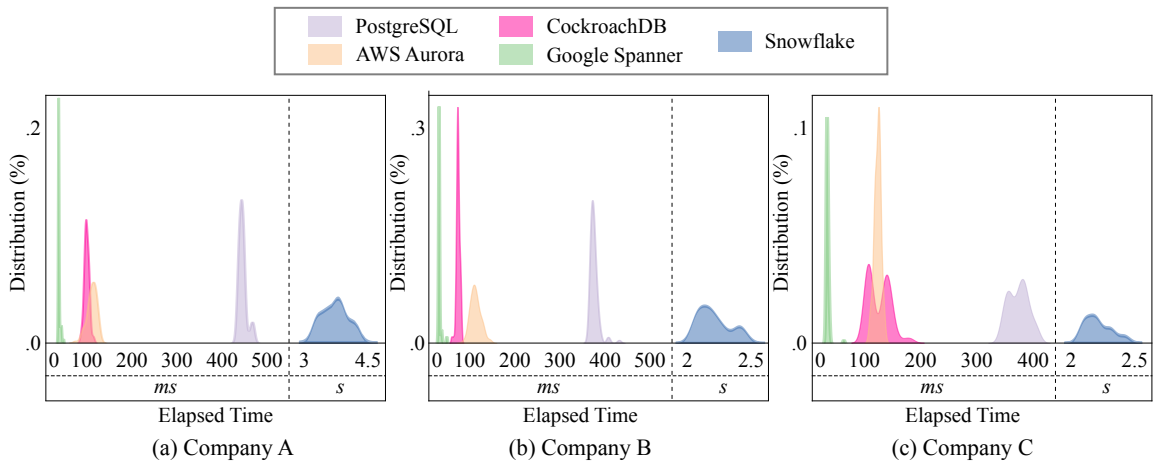 PostgreSQL
CockroachDB
Snowflake
AWS Aurora
Google Spanner
Distribution (%)
.2
.0
0 100 200 300 400 500 3 4.5
ms s
Elapsed Time
(a) Company A
Distribution (%)
.3
.0
0 100 200 300 400 500 2 2.5
ms s
Elapsed Time
(b) Company B
Distribution (%)
.1
.0
0 100 200 300 400 2 2.5
ms s
Elapsed Time
(c) Company C